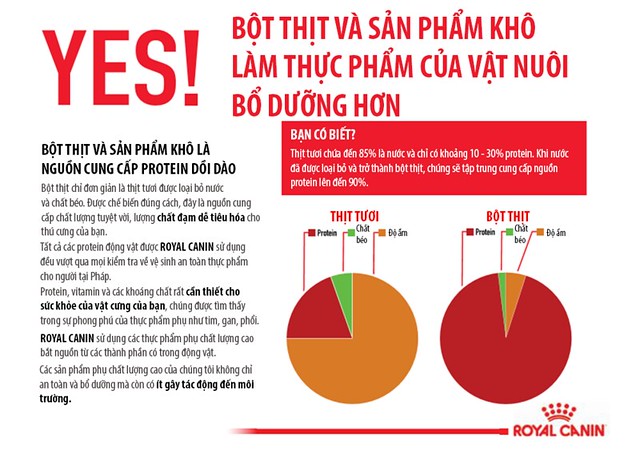 YES!
BỘT THỊT VÀ SẢN PHẨM KHÔ
LÀM THỰC PHẨM CỦA VẬT NUÔI
BỔ DƯỠNG HƠN
BỘT THỊT VÀ SẢN PHẨM KHÔ LÀ
NGUỒN CUNG CẤP PROTEIN DỒI DÀO
Bột thịt chỉ đơn giản là thịt tươi được loại bỏ nước
và chất béo. Được chế biến đúng cách, đây là nguồn cung
cấp chất lượng tuyệt vời, lượng chất đạm dễ tiêu hóa cho
thú cưng của bạn.
Tất cả các protein động vật được ROYAL CANIN sử dụng
đều vượt qua mọi kiểm tra về vệ sinh an toàn thực phẩm
cho người tại Pháp.
Protein, vitamin và các khoáng chất rất cần thiết cho
sức khỏe của vật cưng của bạn, chúng được tìm thấy
trong sự phong phú của thực phẩm phụ như tim, gan, phổi.
ROYAL CANIN sử dụng các thực phẩm phụ chất lượng cao
bắt nguồn từ các thành phần có trong động vật.
Các sản phẩm phụ chất lượng cao của chúng tôi không chỉ
an toàn và bổ dưỡng mà còn có ít gây tác động đến môi
trường.
BẠN CÓ BIẾT?
Thịt tươi chứa đến 85% là nước và chỉ có khoảng 10 - 30% protein. Khi nước
đã được loại bỏ và trở thành bột thịt, chúng sẽ tập trung cung cấp nguồn
protein lên đến 90%.
THỊT TƯƠI
Protein
Chất
béo
Độ ẩm
BỘT THỊT
Protein
Chất
béo
Độ ẩm
ROYAL CANIN